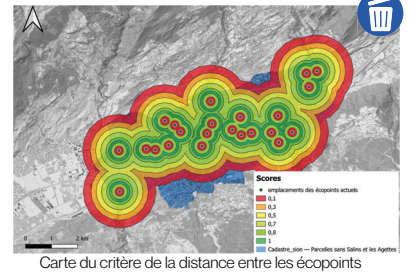 Scores
emplacements des écopoints actuels
0,1
0,3
0,5
0,7
0,8
1
Cadastre_sion — Parcelles sans Salins et les Agettes
0 1 2 km
Carte du critère de la distance entre les écopoints